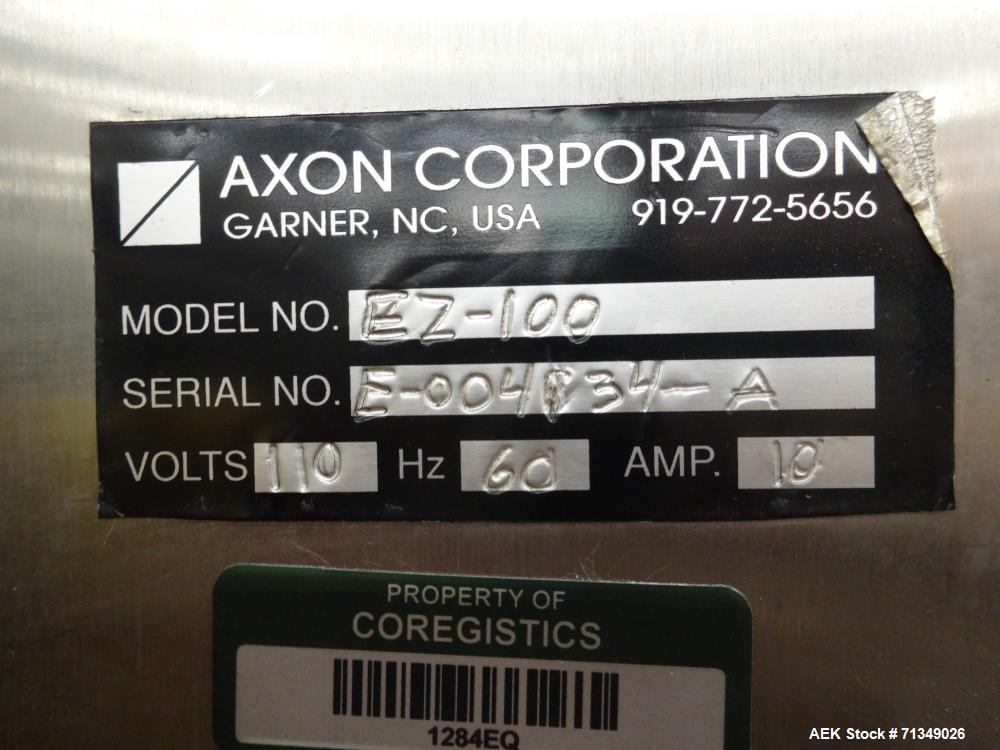 AXON CORPORATION
GARNER, NC, USA 919-772-5656
MODEL NO. EZ-100
SERIAL NO.
VOLTS 110 Hz 60 AMP. 10
PROPERTY OF
COREGISTICS
1284EQ
AEK Stock #71349026